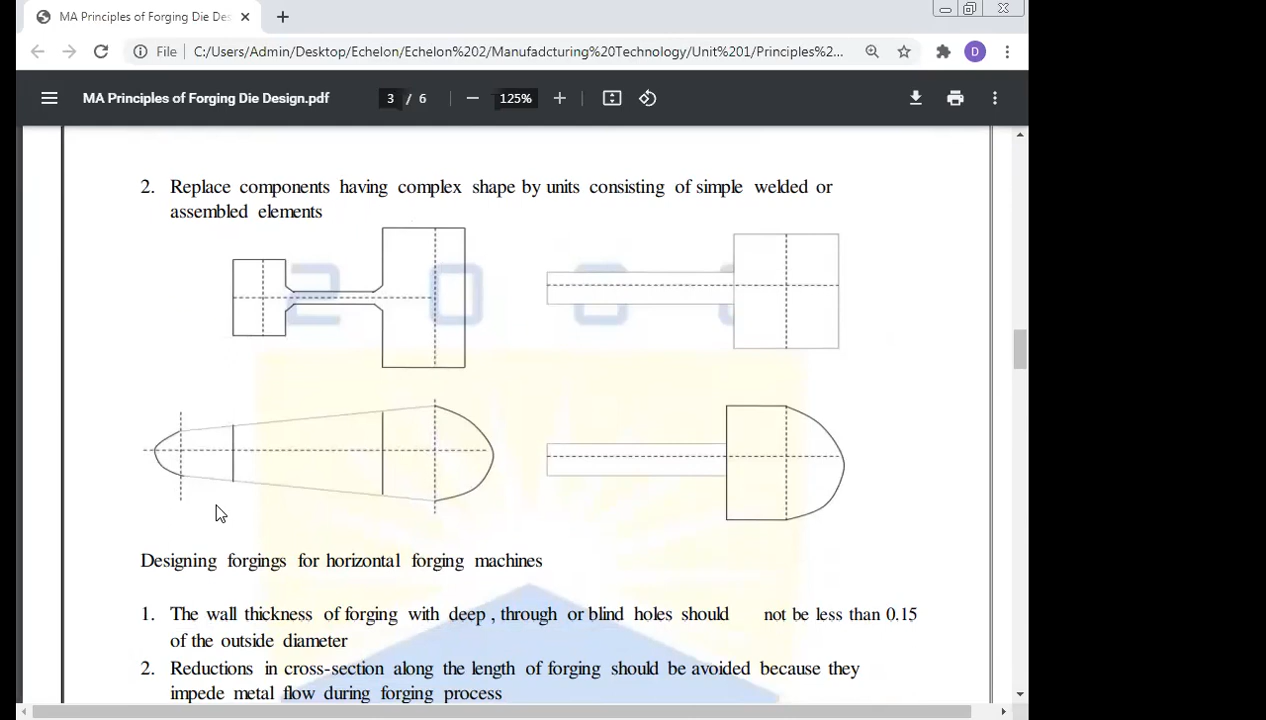 MA Principles of Forging Die Des
File
C:/Users/Admin/Desktop/Echelon/Echelon%202/Manufadcturing%20Technology/Unit%201/Principles%2...
D
MA Principles of Forging Die Design.pdf
3 / 6
125%
2. Replace components having complex shape by units consisting of simple welded or
assembled elements
2 0 0
Designing forgings for horizontal forging machines
1. The wall thickness of forging with deep , through or blind holes should not be less than 0.15
of the outside diameter
2. Reductions in cross-section along the length of forging should be avoided because they
impede metal flow during forging process